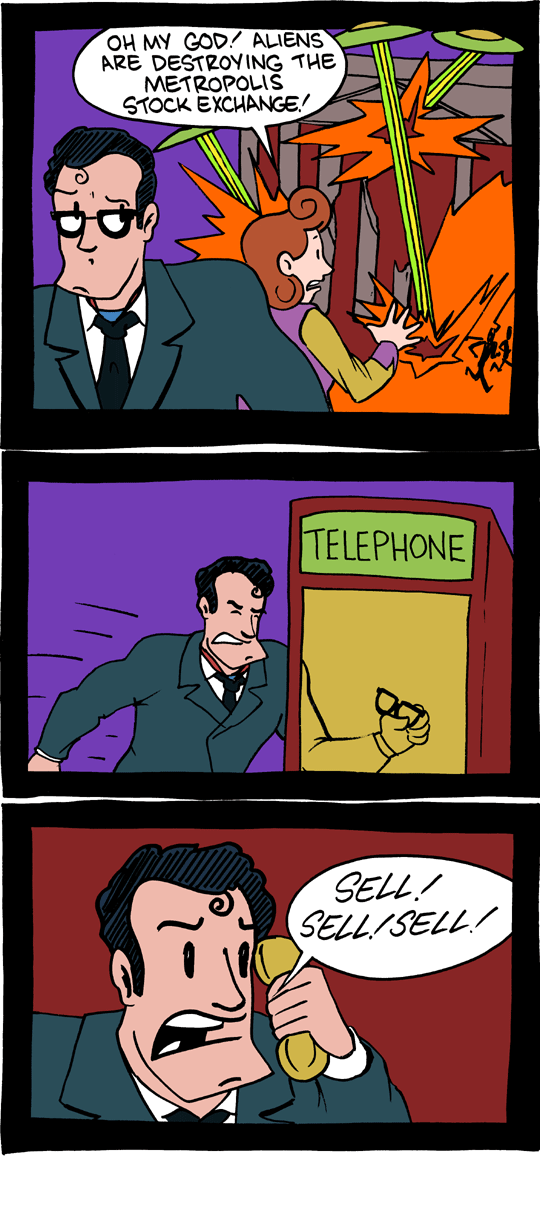 OH MY GOD! ALIENS
ARE DESTROYING THE
METROPOLIS
STOCK EXCHANGE!
TELEPHONE
SELL!
SELL! SELL!